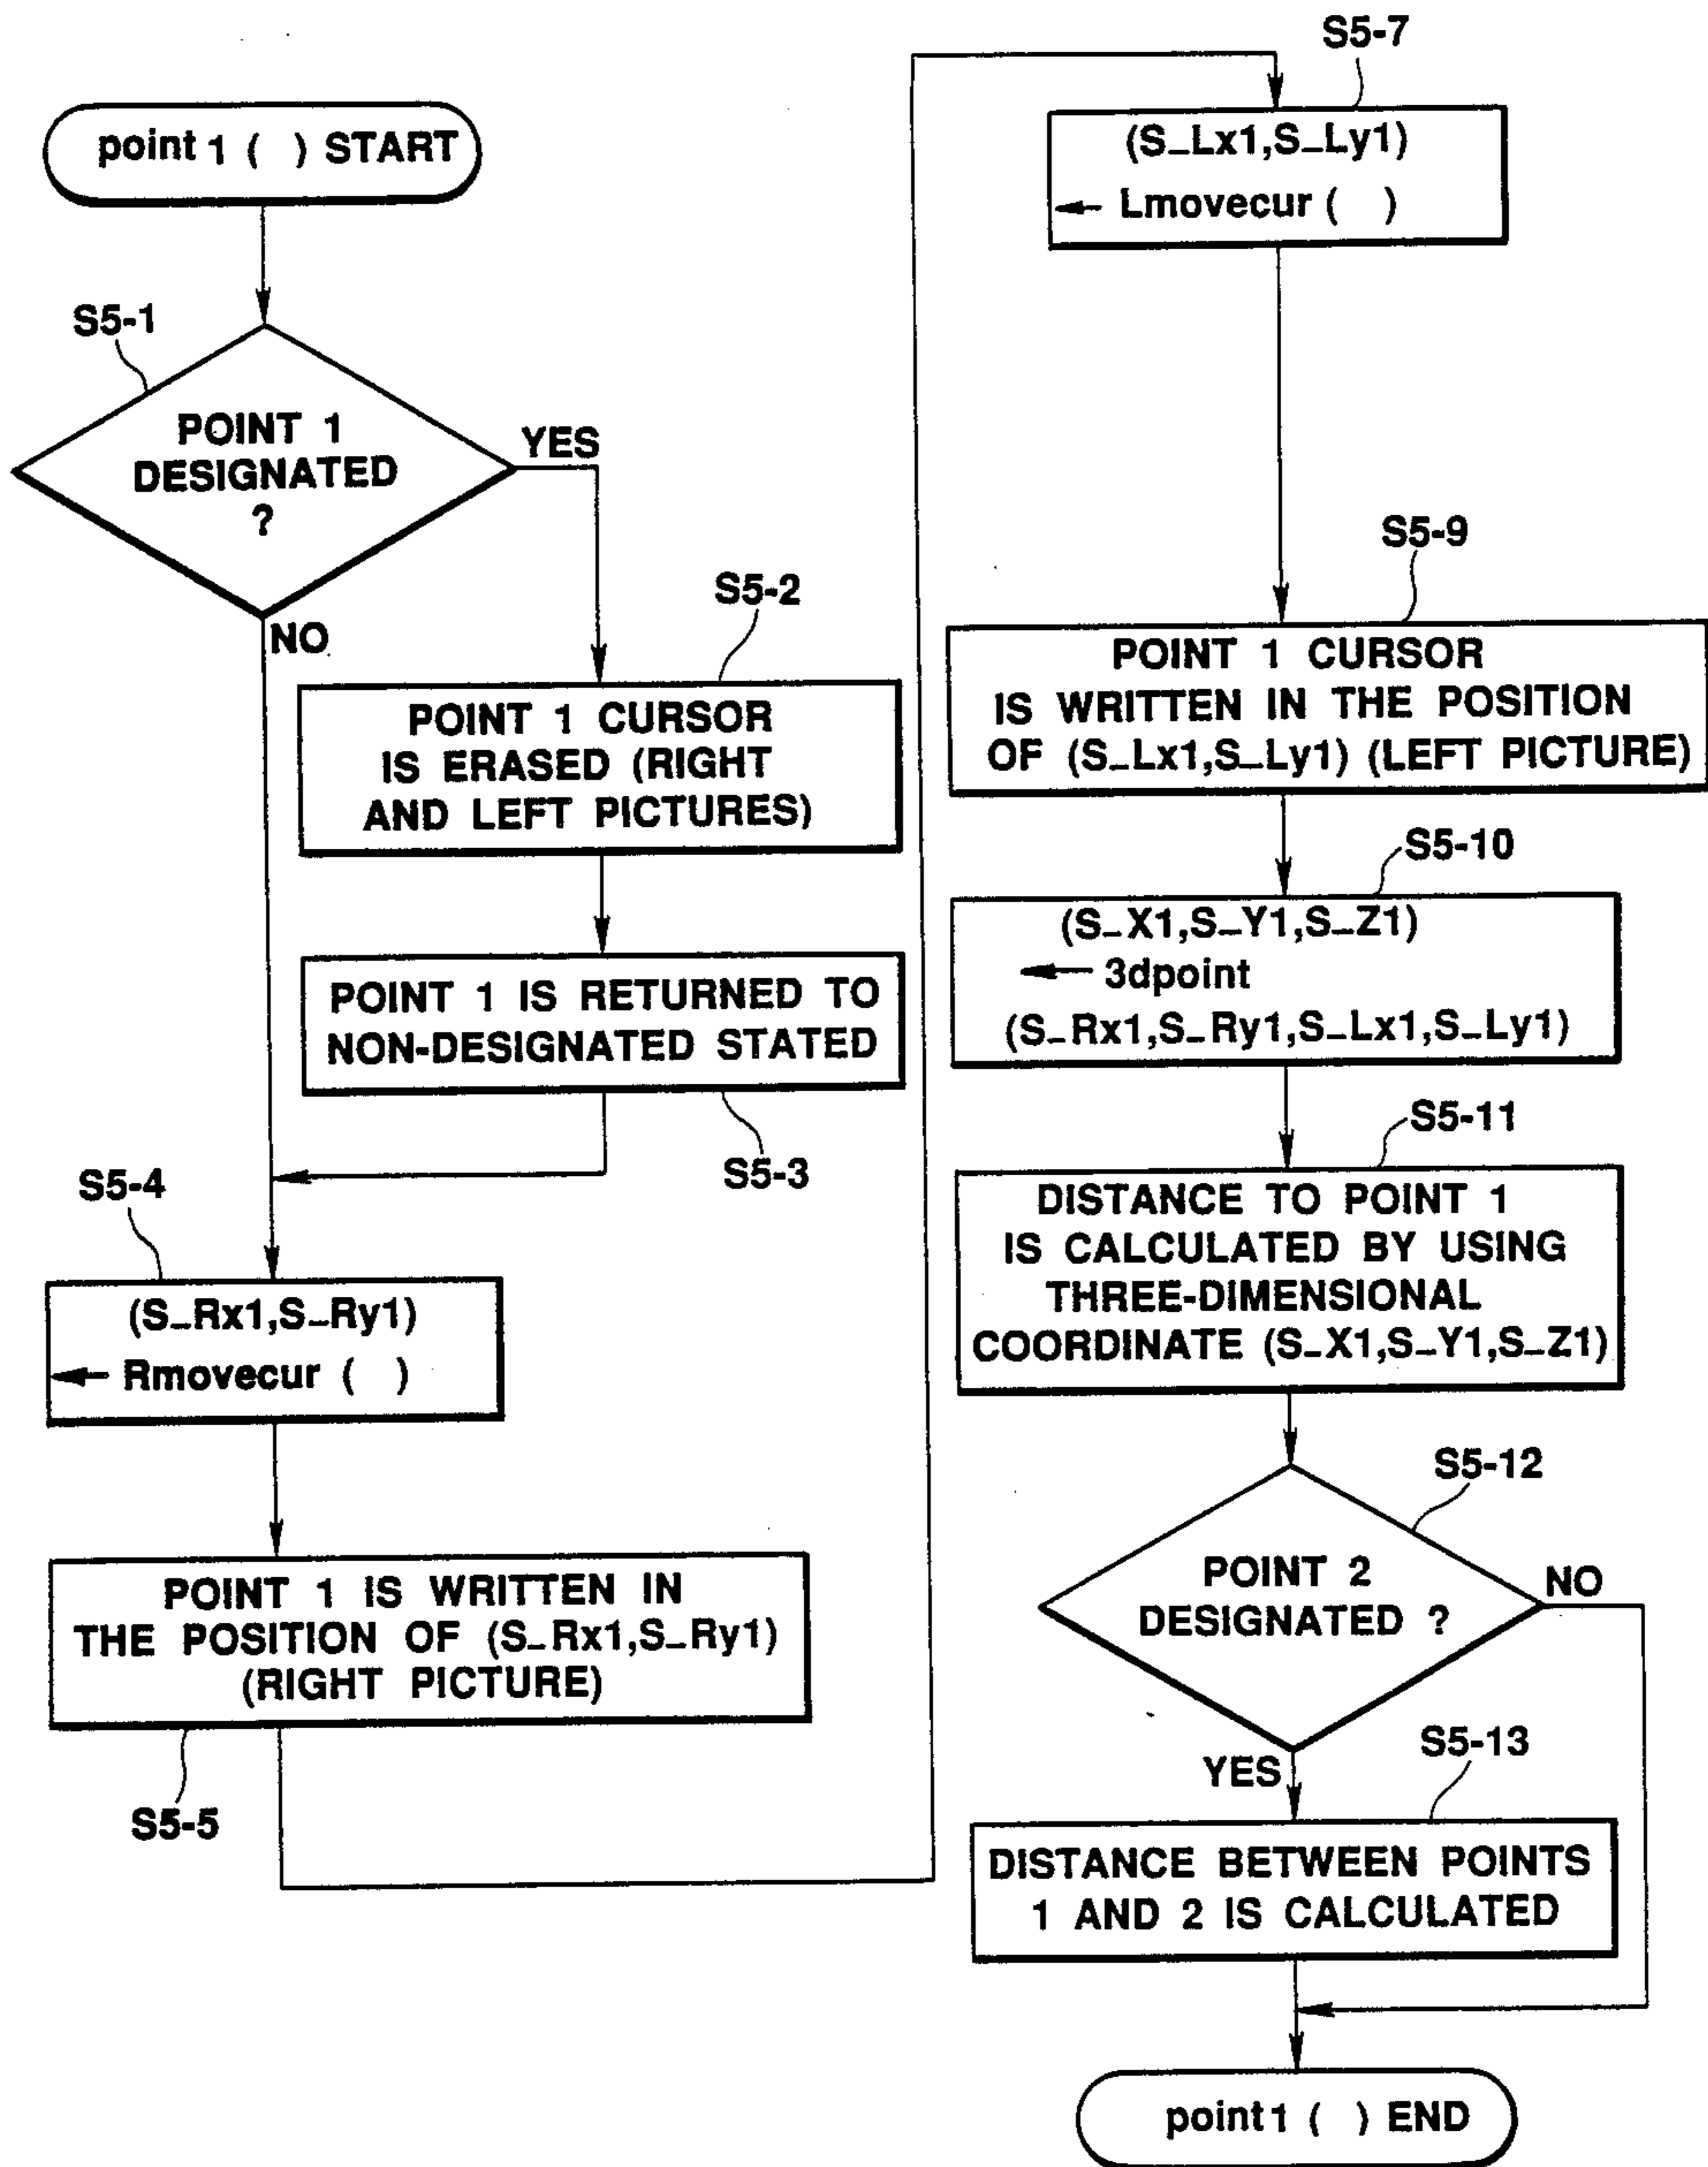 point 1 ( ) START
S5-1
POINT 1
DESIGNATED
?
YES
NO
S5-2
POINT 1 CURSOR
IS ERASED (RIGHT
AND LEFT PICTURES)
POINT 1 IS RETURNED TO
NON-DESIGNATED STATED
S5-3
S5-4
(S_Rx1,S_Ry1)
← Rmovecur ( )
POINT 1 IS WRITTEN IN
THE POSITION OF (S_Rx1,S_Ry1)
(RIGHT PICTURE)
S5-5
S5-7
(S_Lx1,S_Ly1)
← Lmovecur ( )
S5-9
POINT 1 CURSOR
IS WRITTEN IN THE POSITION
OF (S_Lx1,S_Ly1) (LEFT PICTURE)
S5-10
(S_X1,S_Y1,S_Z1)
← 3dpoint
(S_Rx1,S_Ry1,S_Lx1,S_Ly1)
S5-11
DISTANCE TO POINT 1
IS CALCULATED BY USING
THREE-DIMENSIONAL
COORDINATE (S_X1,S_Y1,S_Z1)
S5-12
POINT 2
DESIGNATED ?
NO
YES
S5-13
DISTANCE BETWEEN POINTS
1 AND 2 IS CALCULATED
point 1 ( ) END